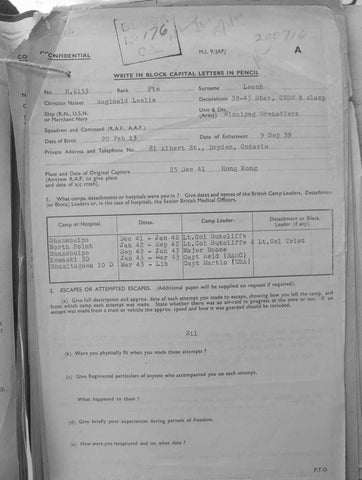 CONFIDENTIAL
M.I. 9/JAP/
A
176
200716
WRITE IN BLOCK CAPITAL LETTERS IN PENCIL
No. H.6153 Rank Pte Surname
Christian Names Reginald Leslie Decorations 39-45 Star, CVSM & clasp
Ship (R.N., U.S.N. or Merchant Navy Unit & Div. (Army) Winnipeg Grenadiers
Squadron and Command (R.A.F., A.A.F.)
Date of Birth 20 Feb Date of Enlistment 9 Sep 39
Private Address and Telephone No. 81 Albert St., Dryden, Ontario
Place and Date of Original Capture 25 Dec 41 Hong Kong
(Aircrew R.A.F. to give place and date of a/c crash).
1. What camps, detachments or hospitals were you in? Give dates and names of the British Camp Leaders, Detachment
(or Block) Leaders or, in case of hospitals, the Senior British Medical Officers.
Camp or Hospital. Dates. Camp Leader. Detachment or Block Leader (if any).
Shamshuipo Dec 41 - Jan 42 Lt.Col Sutcliffe
North Point Jan 42 - Sep 42 Lt.Col Sutcliffe & Lt.Col Trist
Sep 42 - Jan 43 Major Boone
Kawasaki 3D Jan 43 - Mar 45 Capt Reid
10 D Mar 45 - Lib Capt Martin (USA)
2. ESCAPES OR ATTEMPTED ESCAPES. (Additional paper will be supplied on request if required).
(a) Give full description and approx. date of each attempt you made to escape, showing how you left the camp, and
from which camp each attempt was made. State whether there was an air-raid in progress at the time or not. If an
escape was made from a train or vehicle the approx. speed and how it was guarded should be included.
Nil
(b) Were you physically fit when you made these attempts?
(c) Give Regimental particulars of anyone who accompanied you on each attempt.
What happened to them?
(d) Give briefly your experiences during periods of freedom.
(e) How were you recaptured and on what date?
P.T.O.